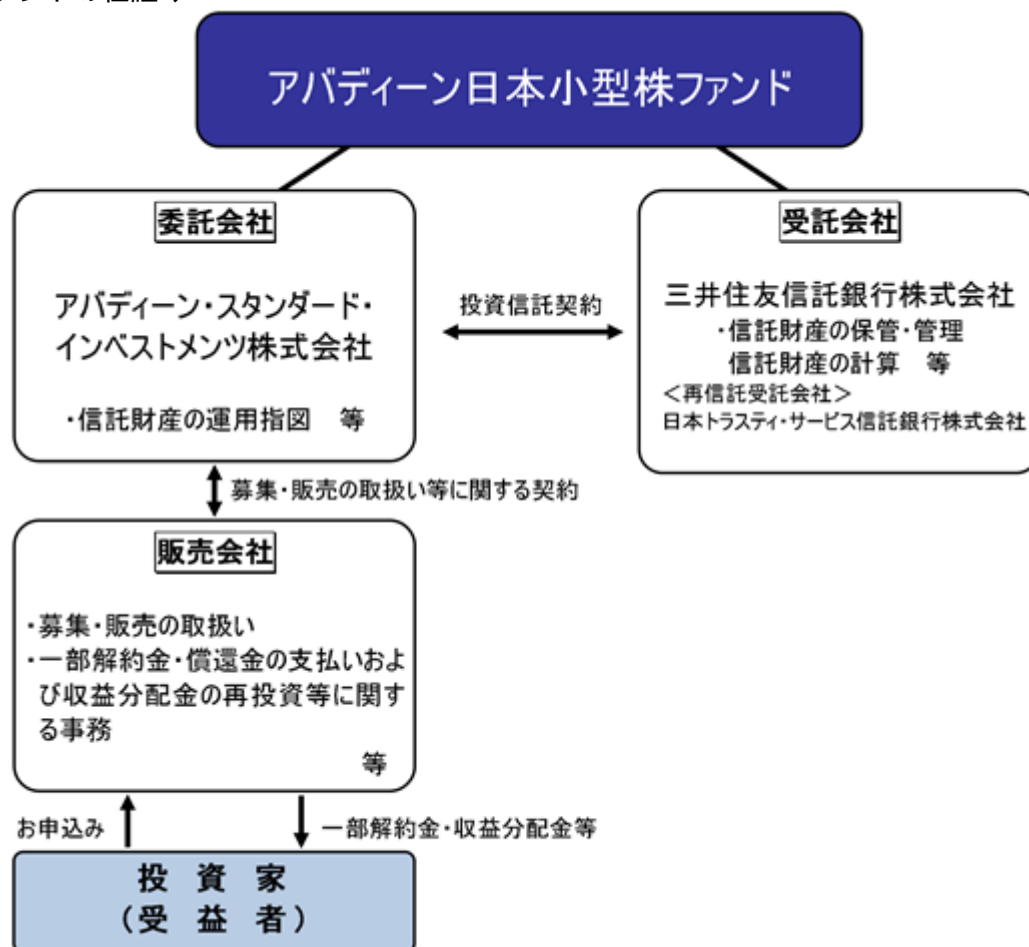 アバディーン日本小型株ファンド
委託会社
アバディーン・スタンダード・
インベストメンツ株式会社
・信託財産の運用指図　等
投資信託契約
受託会社
三井住友信託銀行株式会社
・信託財産の保管・管理
信託財産の計算　等
＜再信託受託会社＞
日本トラスティ・サービス信託銀行株式会社
募集・販売の取扱い等に関する契約
販売会社
・募集・販売の取扱い
・一部解約金・償還金の支払いおよ
び収益分配金の再投資等に関す
る事務
等
お申込み
一部解約金・収益分配金等
投　資　家
（受　益　者）